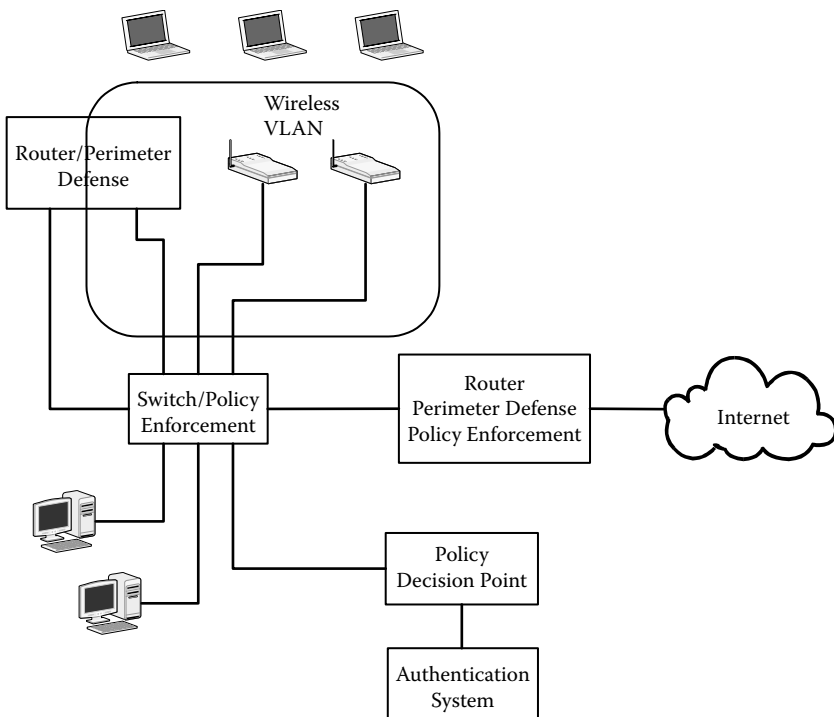 Wireless
VLAN
Router/Perimeter
Defense
Switch/Policy
Enforcement
Router
Perimeter Defense
Policy Enforcement
Internet
Policy
Decision Point
Authentication
System